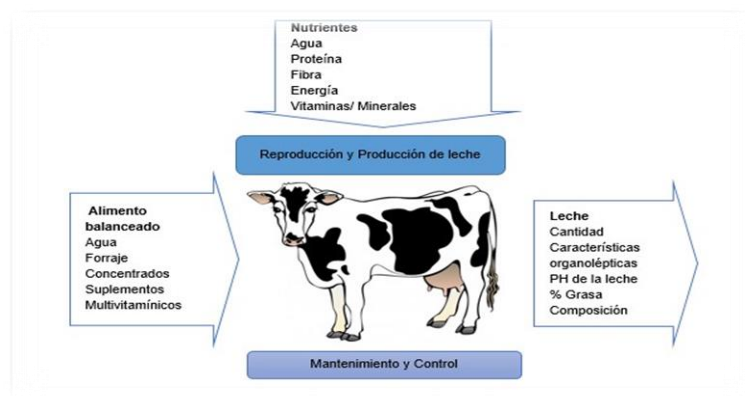 Nutrientes
Agua
Proteína
Fibra
Energía
Vitaminas/ Minerales
Reproducción y Producción de leche
Alimento
balanceado
Agua
Forraje
Concentrados
Suplementos
Multivitamínicos
Leche
Cantidad
Características
organolépticas
PH de la leche
% Grasa
Composición
Mantenimiento y Control